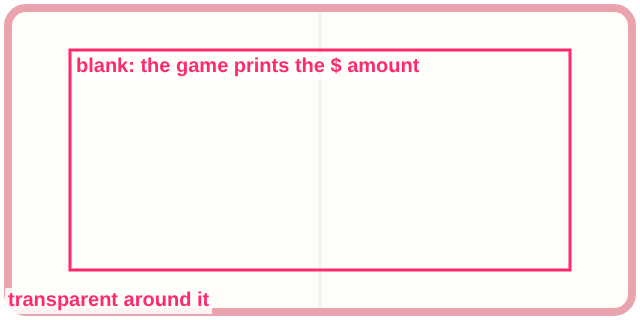 blank: the game prints the $ amount
transparent around it